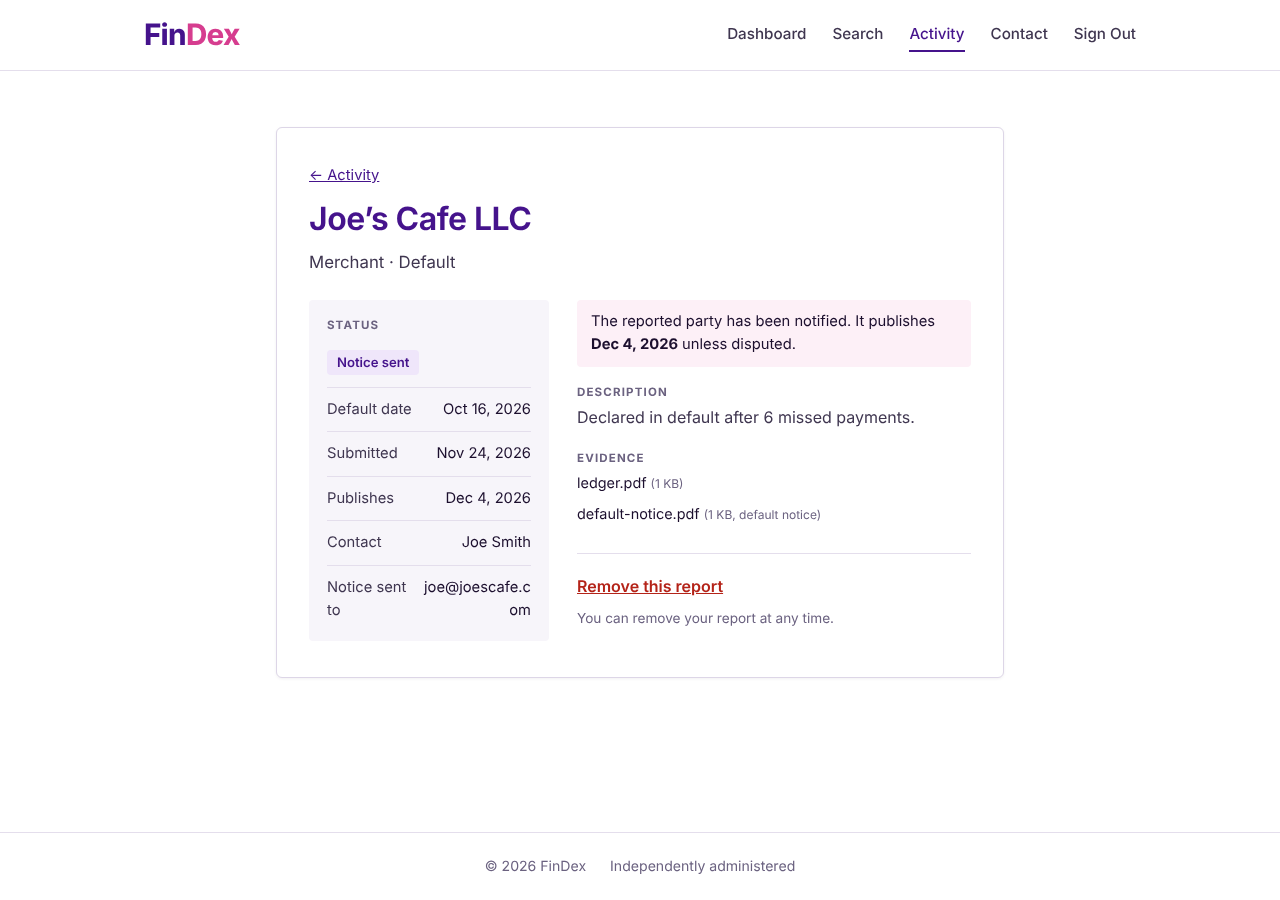 FinDex
Dashboard Search Activity Contact Sign Out
← Activity
Joe’s Cafe LLC
Merchant · Default
STATUS
Notice sent
Default date Oct 16, 2026
Submitted Nov 24, 2026
Publishes Dec 4, 2026
Contact Joe Smith
Notice sent joe@joescafe.c
to om
The reported party has been notified. It publishes
Dec 4, 2026 unless disputed.
DESCRIPTION
Declared in default after 6 missed payments.
EVIDENCE
ledger.pdf (1 KB)
default-notice.pdf (1 KB, default notice)
Remove this report
You can remove your report at any time.
© 2026 FinDex Independently administered